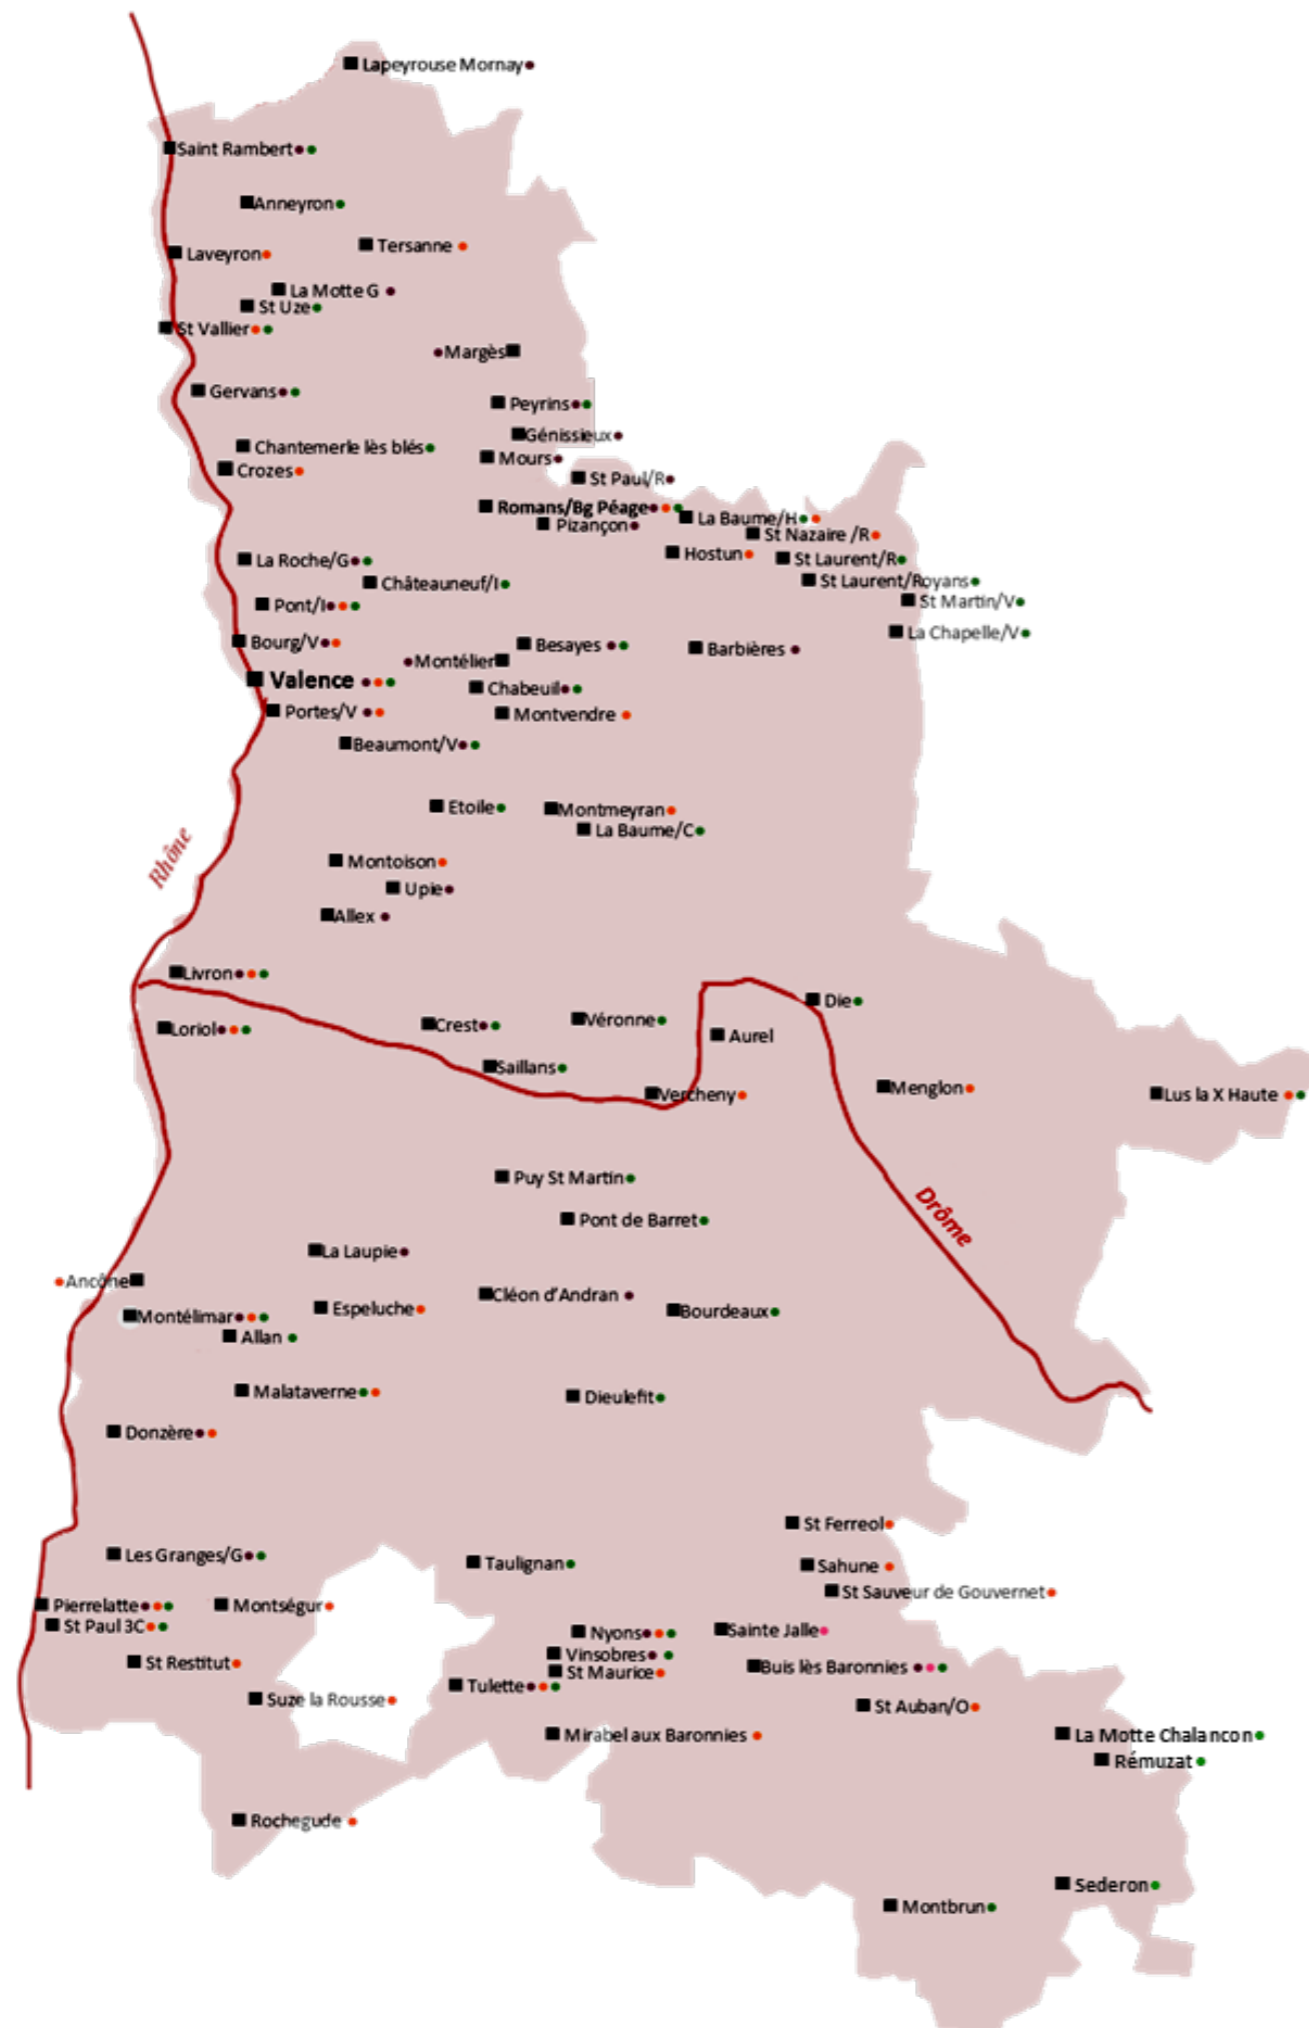 Lapeyrouse Mornay
Saint Rambert
Anneyron
Tersanne
Laveyron
La Motte G
St Uze
St Vallier
Margès
Gervans
Peyrins
Génissieux
Chantemerle lès blés
Mours
Crozes
St Paul/R
Romans/Bg Péage
La Baume/H
Pizançon
St Nazaire /R
Hostun
St Laurent/R
La Roche/G
Châteauneuf/I
St Laurent/Royans
St Martin/V
Pont/I
La Chapelle/V
Bourg/V
Besayes
Barbières
Montélier
Valence
Chabeuil
Portes/V
Montvendre
Beaumont/V
Etoile
Montmeyran
La Baume/C
Rhône
Montoison
Upie
Allex
Livron
Die
Loriol
Crest
Véronne
Aurel
Saillans
Vercheny
Menglon
Lus la X Haute
Puy St Martin
Drôme
Pont de Barret
La Laupie
Ancône
Cléon d'Andran
Espeluche
Bourdeaux
Montélimar
Allan
Malataverne
Dieulefit
Donzère
St Ferreol
Les Granges/G
Taulignan
Sahune
St Sauveur de Gouvernet
Pierrelatte
Montségur
St Paul 3C
Nyons
Sainte Jalle
Vinsobres
St Restitut
St Maurice
Buis lès Baronnies
Tulette
Suze la Rousse
St Auban/O
Mirabel aux Baronnies
La Motte Chalancon
Rémuzat
Rochegude
Sederon
Montbrun